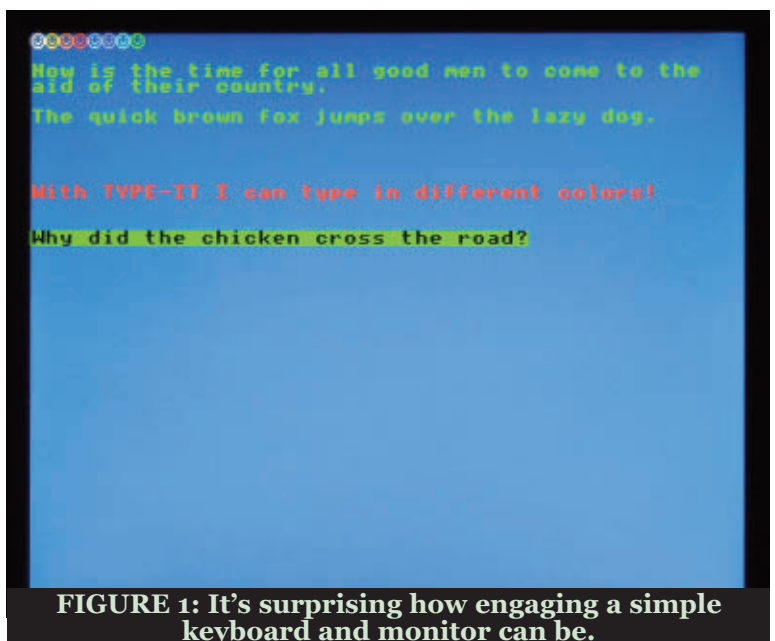 Now is the time for all good men to come to the
aid of their country.
The quick brown fox jumps over the lazy dog.
With TYPE-IT I can type in different colors!
Why did the chicken cross the road?
FIGURE 1: It's surprising how engaging a simple
keyboard and monitor can be.